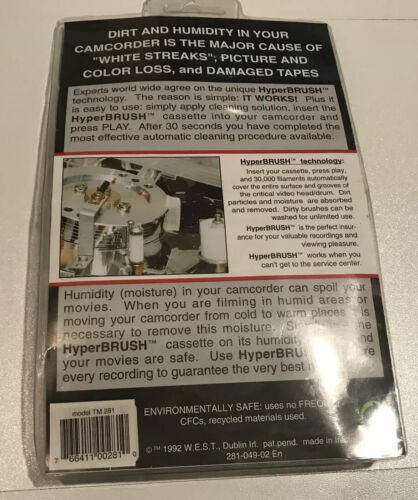 DIRT AND HUMIDITY IN YOUR
CAMCORDER IS THE MAJOR CAUSE OF
"WHITE STREAKS"; PICTURE AND
COLOR LOSS, and DAMAGED TAPES
Experts world wide agree on the unique HyperBRUSH™
technology. The reason is simple: IT WORKS! Plus it
is easy to use: simply apply cleaning solution, insert the
HyperBRUSH™ cassette into your camcorder and
press PLAY. After 30 seconds you have completed the
most effective automatic cleaning procedure available.
HyperBRUSH™ technology:
Insert your cassette, press play,
and 30,000 filaments automatically
cover the entire surface and grooves of
the critical video head/drum. Dirt
particles and moisture are absorbed
and removed. Dirty brushes can be
washed for unlimited use.
HyperBRUSH™ is the perfect insur-
ance for your valuable recordings and
viewing pleasure.
HyperBRUSH™ works when you
can't get to the service center.
Humidity (moisture) in your camcorder can spoil your
movies. When you are filming in humid areas or
moving your camcorder from cold to warm places it is
necessary to remove this moisture.
HyperBRUSH™ cassette on its humidity
your movies are safe. Use
every recording to guarantee the very best
model TM 281
7 66411 00281 0
ENVIRONMENTALLY SAFE: uses no
CFCs, recycled materials used.
©™ 1992 W.E.S.T., Dublin Irl. pat.pend. made in
281-049-02 En